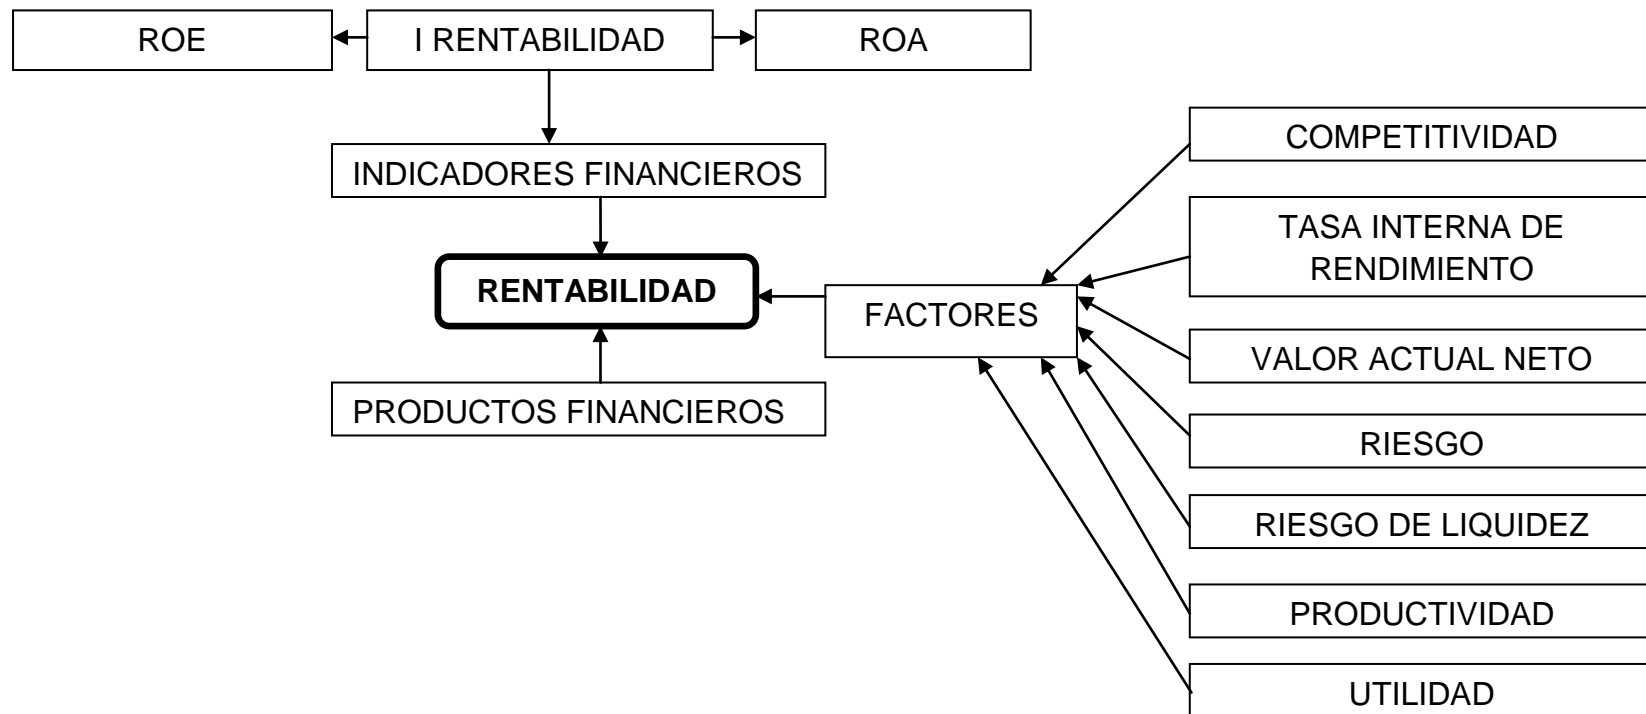 ROE
I RENTABILIDAD
ROA
COMPETITIVIDAD
INDICADORES FINANCIEROS
TASA INTERNA DE
RENDIMIENTO
RENTABILIDAD
FACTORES
VALOR ACTUAL NETO
PRODUCTOS FINANCIEROS
RIESGO
RIESGO DE LIQUIDEZ
PRODUCTIVIDAD
UTILIDAD